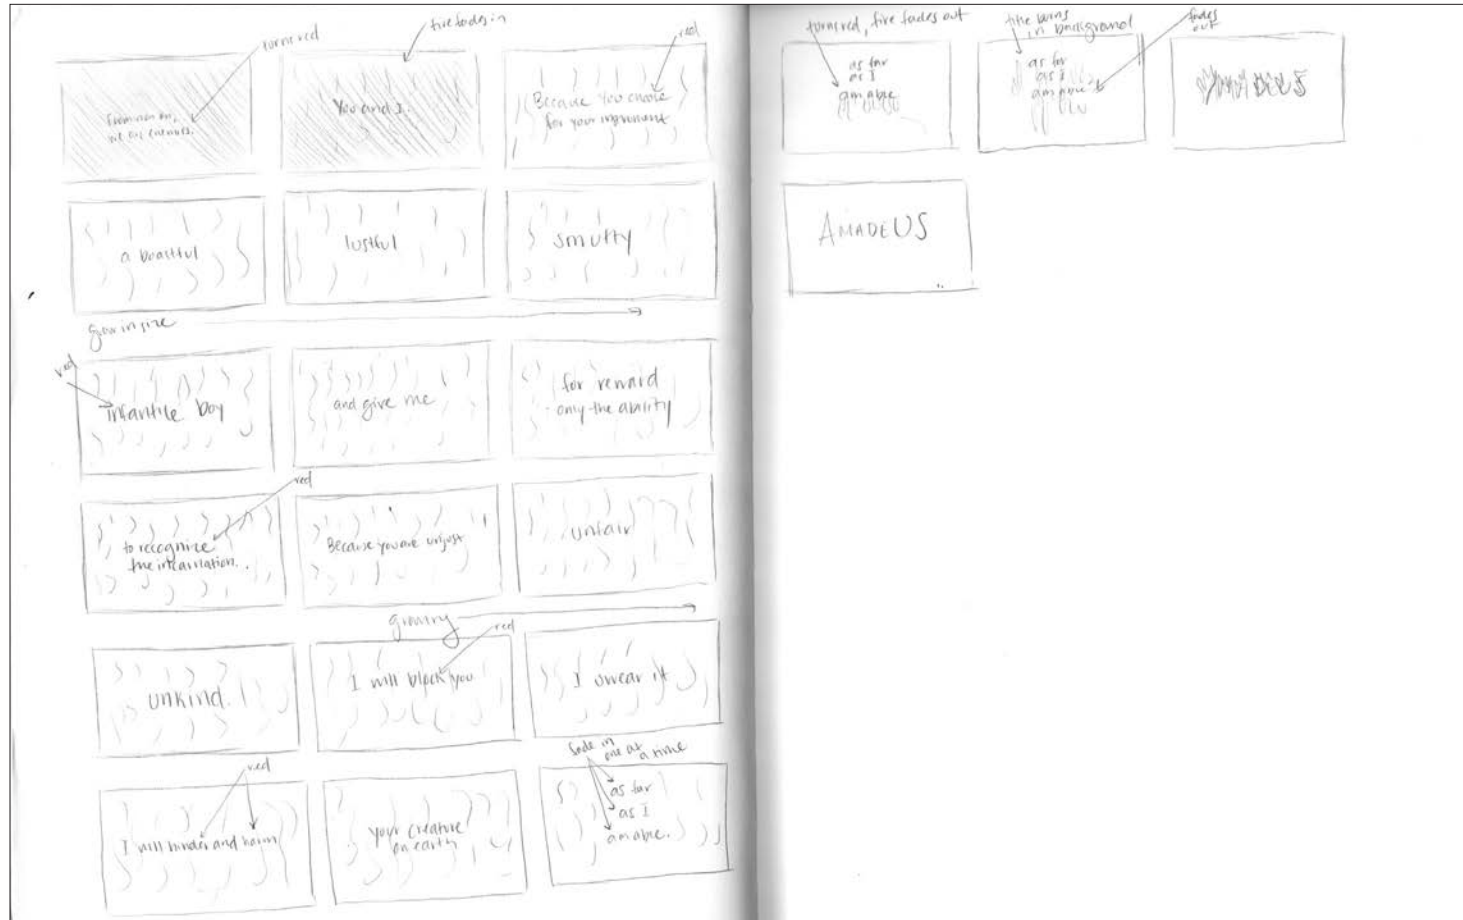 turns red
fire fades in
red
From now on,
we are enemies.
You and I.
Because You choose
for your instrument
a boastful
lustful
smutty
grow in size
red
infantile boy
and give me
for reward
only the ability
red
to recognize
the incarnation.
Because you are unjust
unfair
growing
red
unkind.
I will block you
I swear it
red
fade in
one at
a time
I will hinder and harm
your creature
on earth
as far
as I
am able.
turns red, fire fades out
as far
as I
am able
in background
fades
out
as far
as I
am able.
AMADEUS
AMADEUS